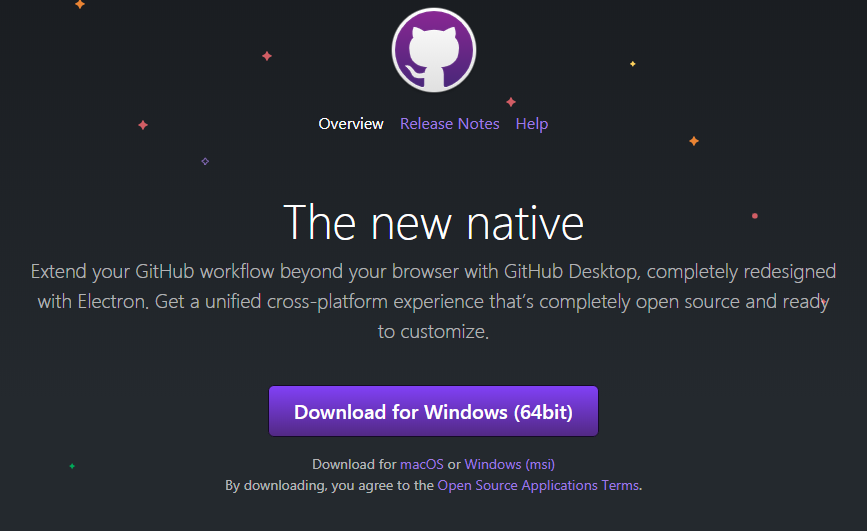 Overview Release Notes Help
The new native
Extend your GitHub workflow beyond your browser with GitHub Desktop, completely redesigned
with Electron. Get a unified cross-platform experience that’s completely open source and ready
to customize.
Download for Windows (64bit)
Download for macOS or Windows (msi)
By downloading, you agree to the Open Source Applications Terms.